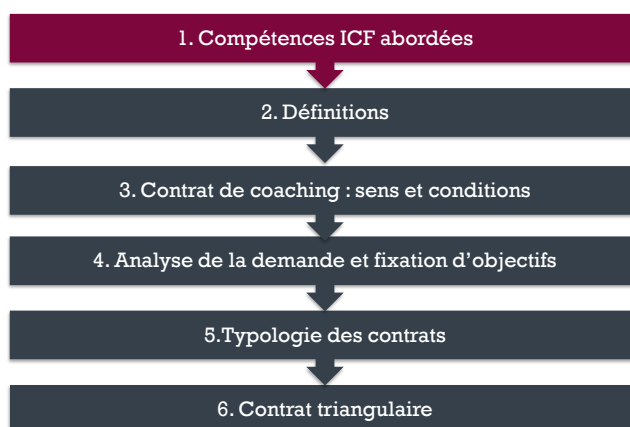 1. Compétences ICF abordées
2. Définitions
3. Contrat de coaching : sens et conditions
4. Analyse de la demande et fixation d’objectifs
5.Typologie des contrats
6. Contrat triangulaire